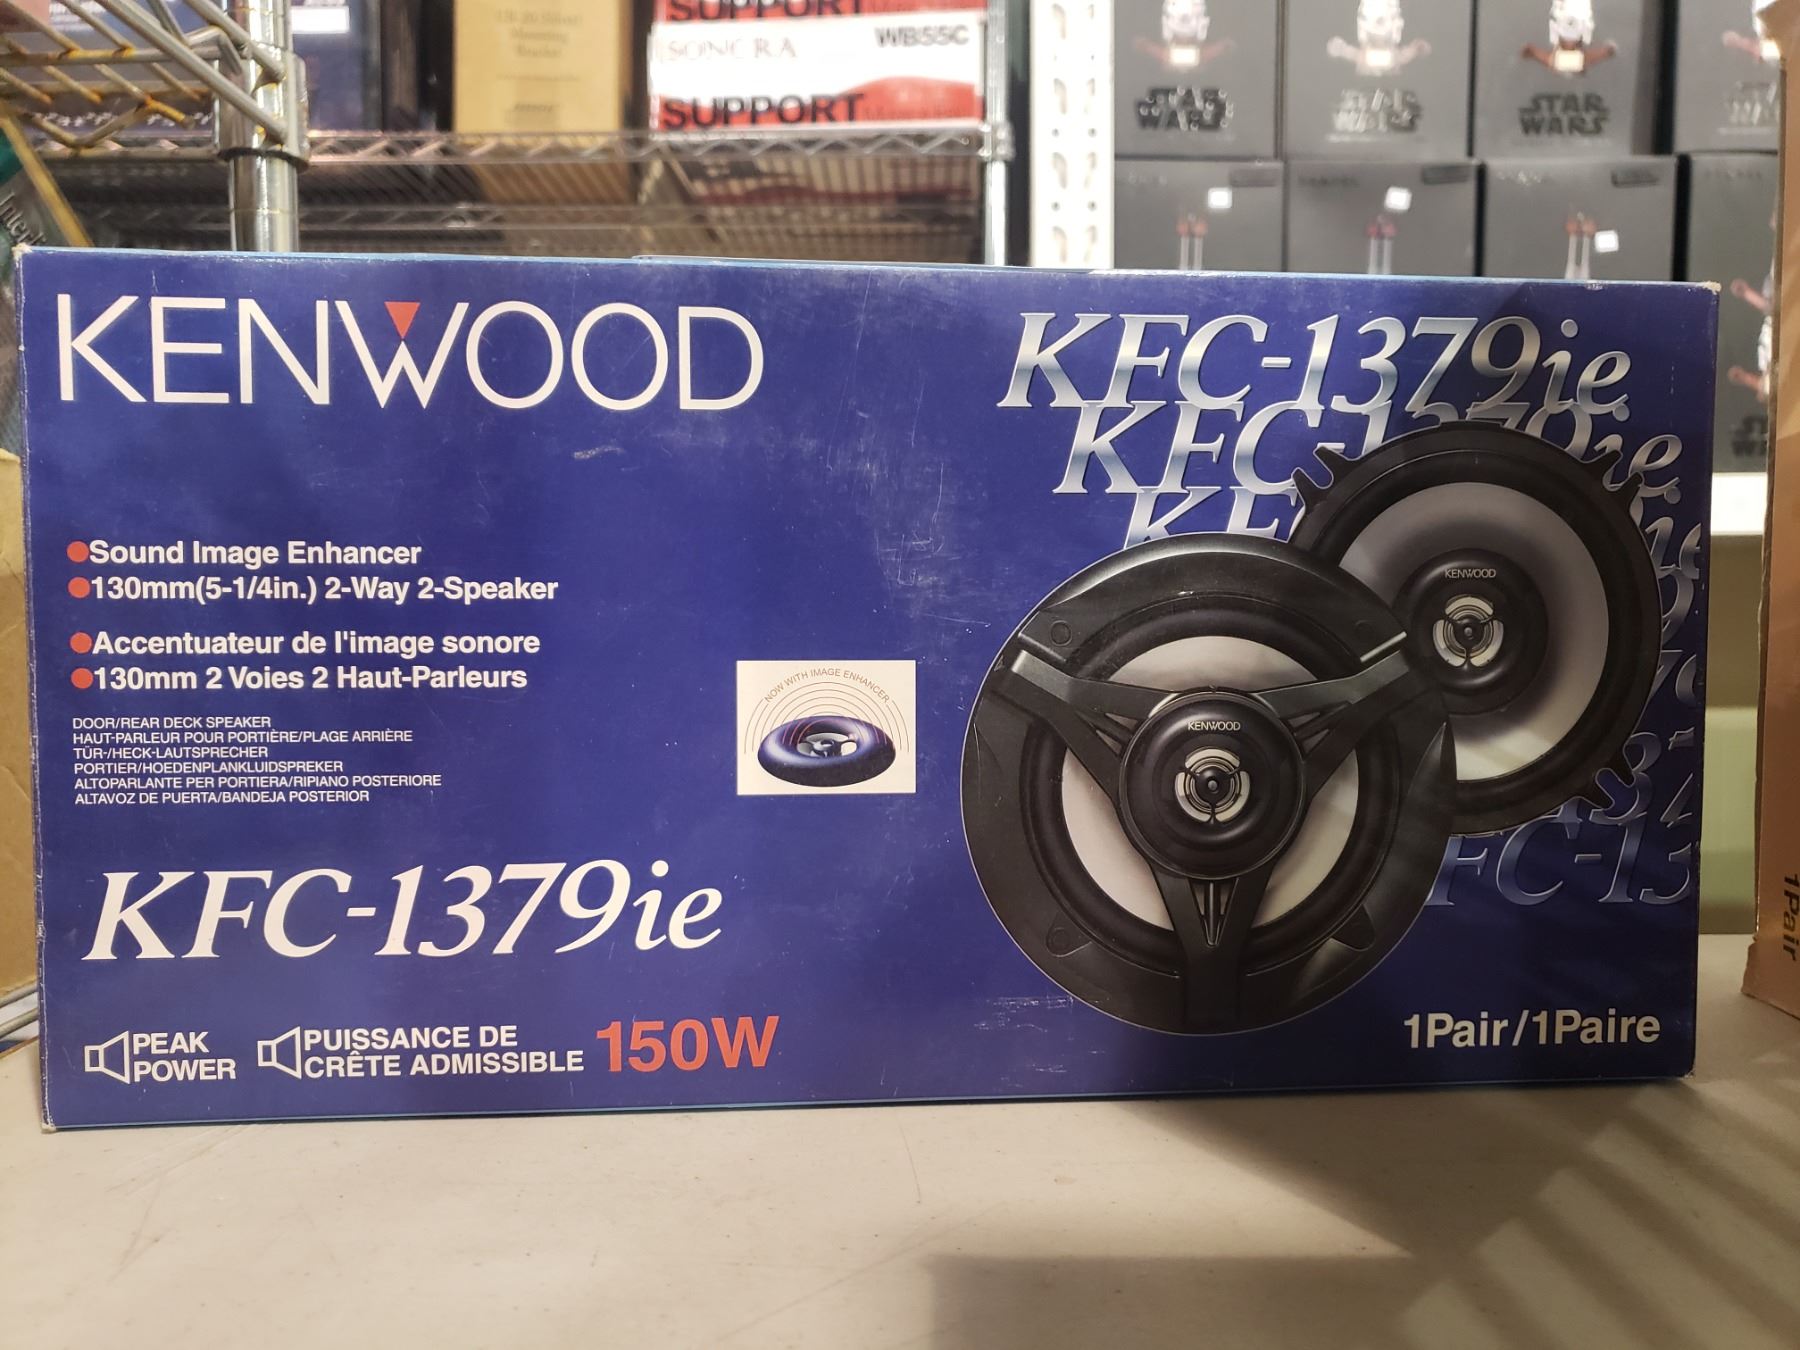 SUPPORT
WB55C
SUPPORT
STAR WARS
STAR WARS
STAR WARS
KENWOOD
KFC-1379ie
KFC-1379ie
Sound Image Enhancer
130mm(5-1/4in.) 2-Way 2-Speaker
Accentuateur de l'image sonore
130mm 2 Voies 2 Haut-Parleurs
DOOR/REAR DECK SPEAKER
HAUT-PARLEUR POUR PORTIÈRE/PLAGE ARRIÈRE
TÜR-/HECK-LAUTSPRECHER
PORTIER/HOEDENPLANKLUIDSPREKER
ALTOPARLANTE PER PORTIERA/RIPIANO POSTERIORE
ALTAVOZ DE PUERTA/BANDEJA POSTERIOR
NOW WITH IMAGE ENHANCER.
KENWOOD
KENWOOD
KFC-1379ie
PEAK POWER
PUISSANCE DE CRÊTE ADMISSIBLE 150W
1Pair/1Paire
1Pair